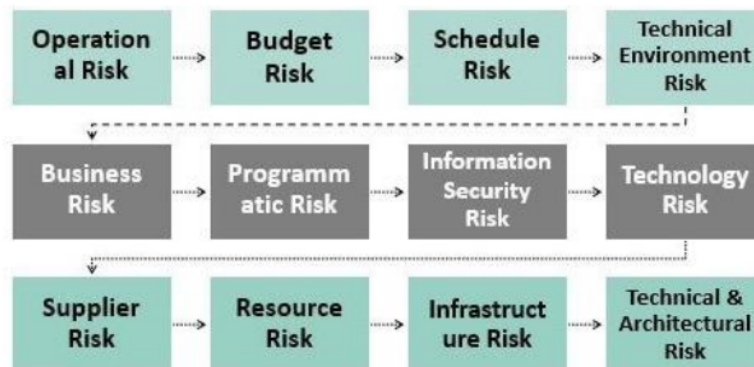 Operation
al Risk
Budget
Risk
Schedule
Risk
Technical
Environment
Risk
Business
Risk
Programm
atic Risk
Information
Security
Risk
Technology
Risk
Supplier
Risk
Resource
Risk
Infrastruct
ure Risk
Technical &
Architectural
Risk